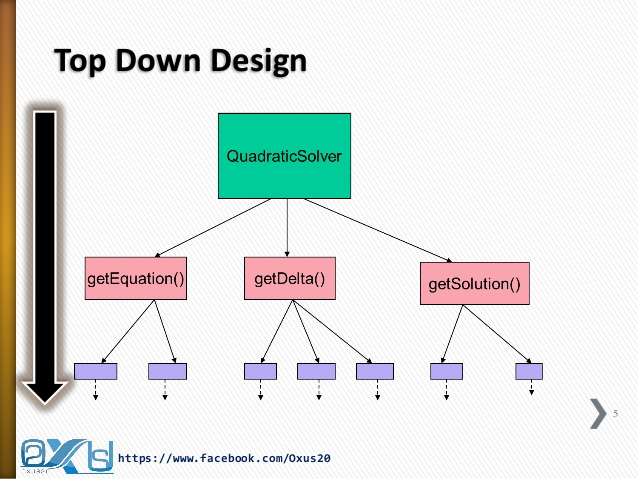 Top Down Design
QuadraticSolver
getEquation()
getDelta()
getSolution()
5
https://www.facebook.com/Oxus20